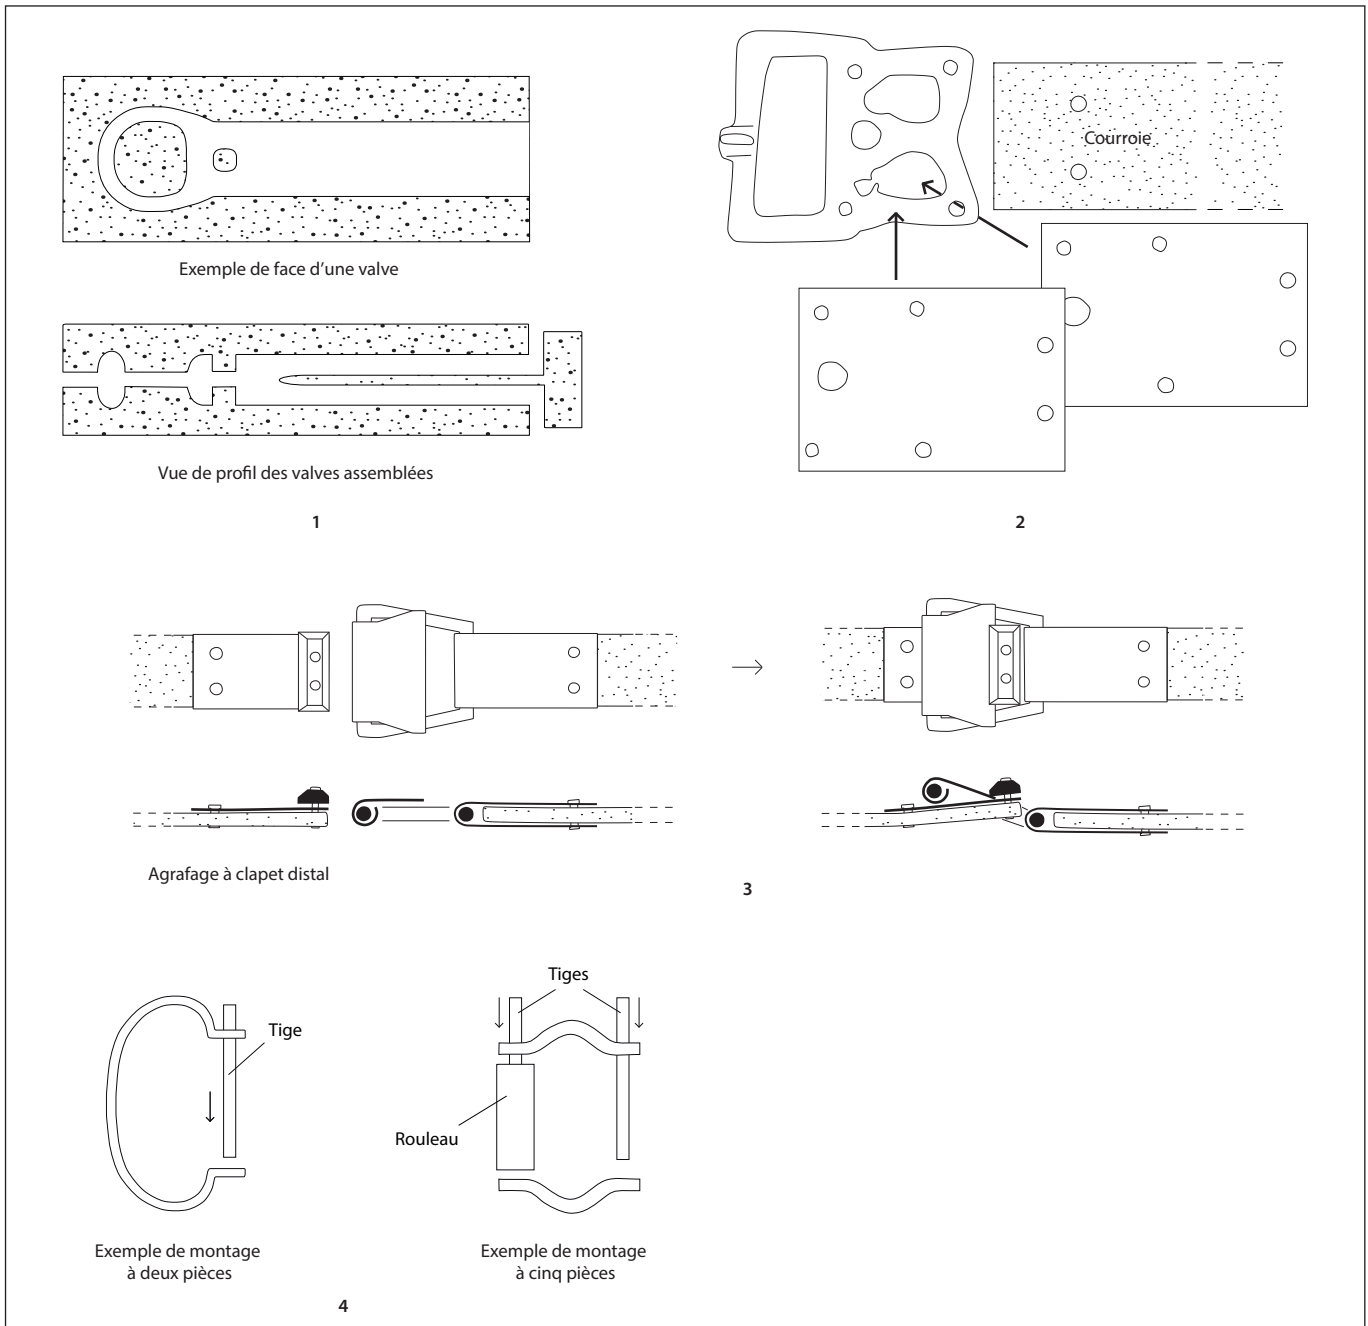 Exemple de face d’une valve
Vue de profil des valves assemblées
1
Courroie
2
Agrafage à clapet distal
3
Tige
Exemple de montage
à deux pièces
Tiges
Rouleau
Exemple de montage
à cinq pièces
4